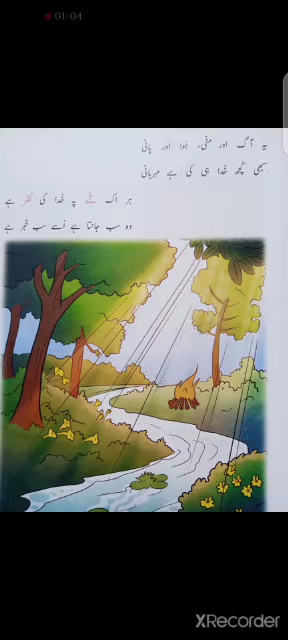 01:04
یہ آگ اور مٹی، ہوا اور پانی
سبھی کچھ خدا ہی کی ہے مہربانی
ہر اک شے پہ خدا کی نظر ہے
وہ سب جانتا ہے اُسے سب خبر ہے
XRecorder